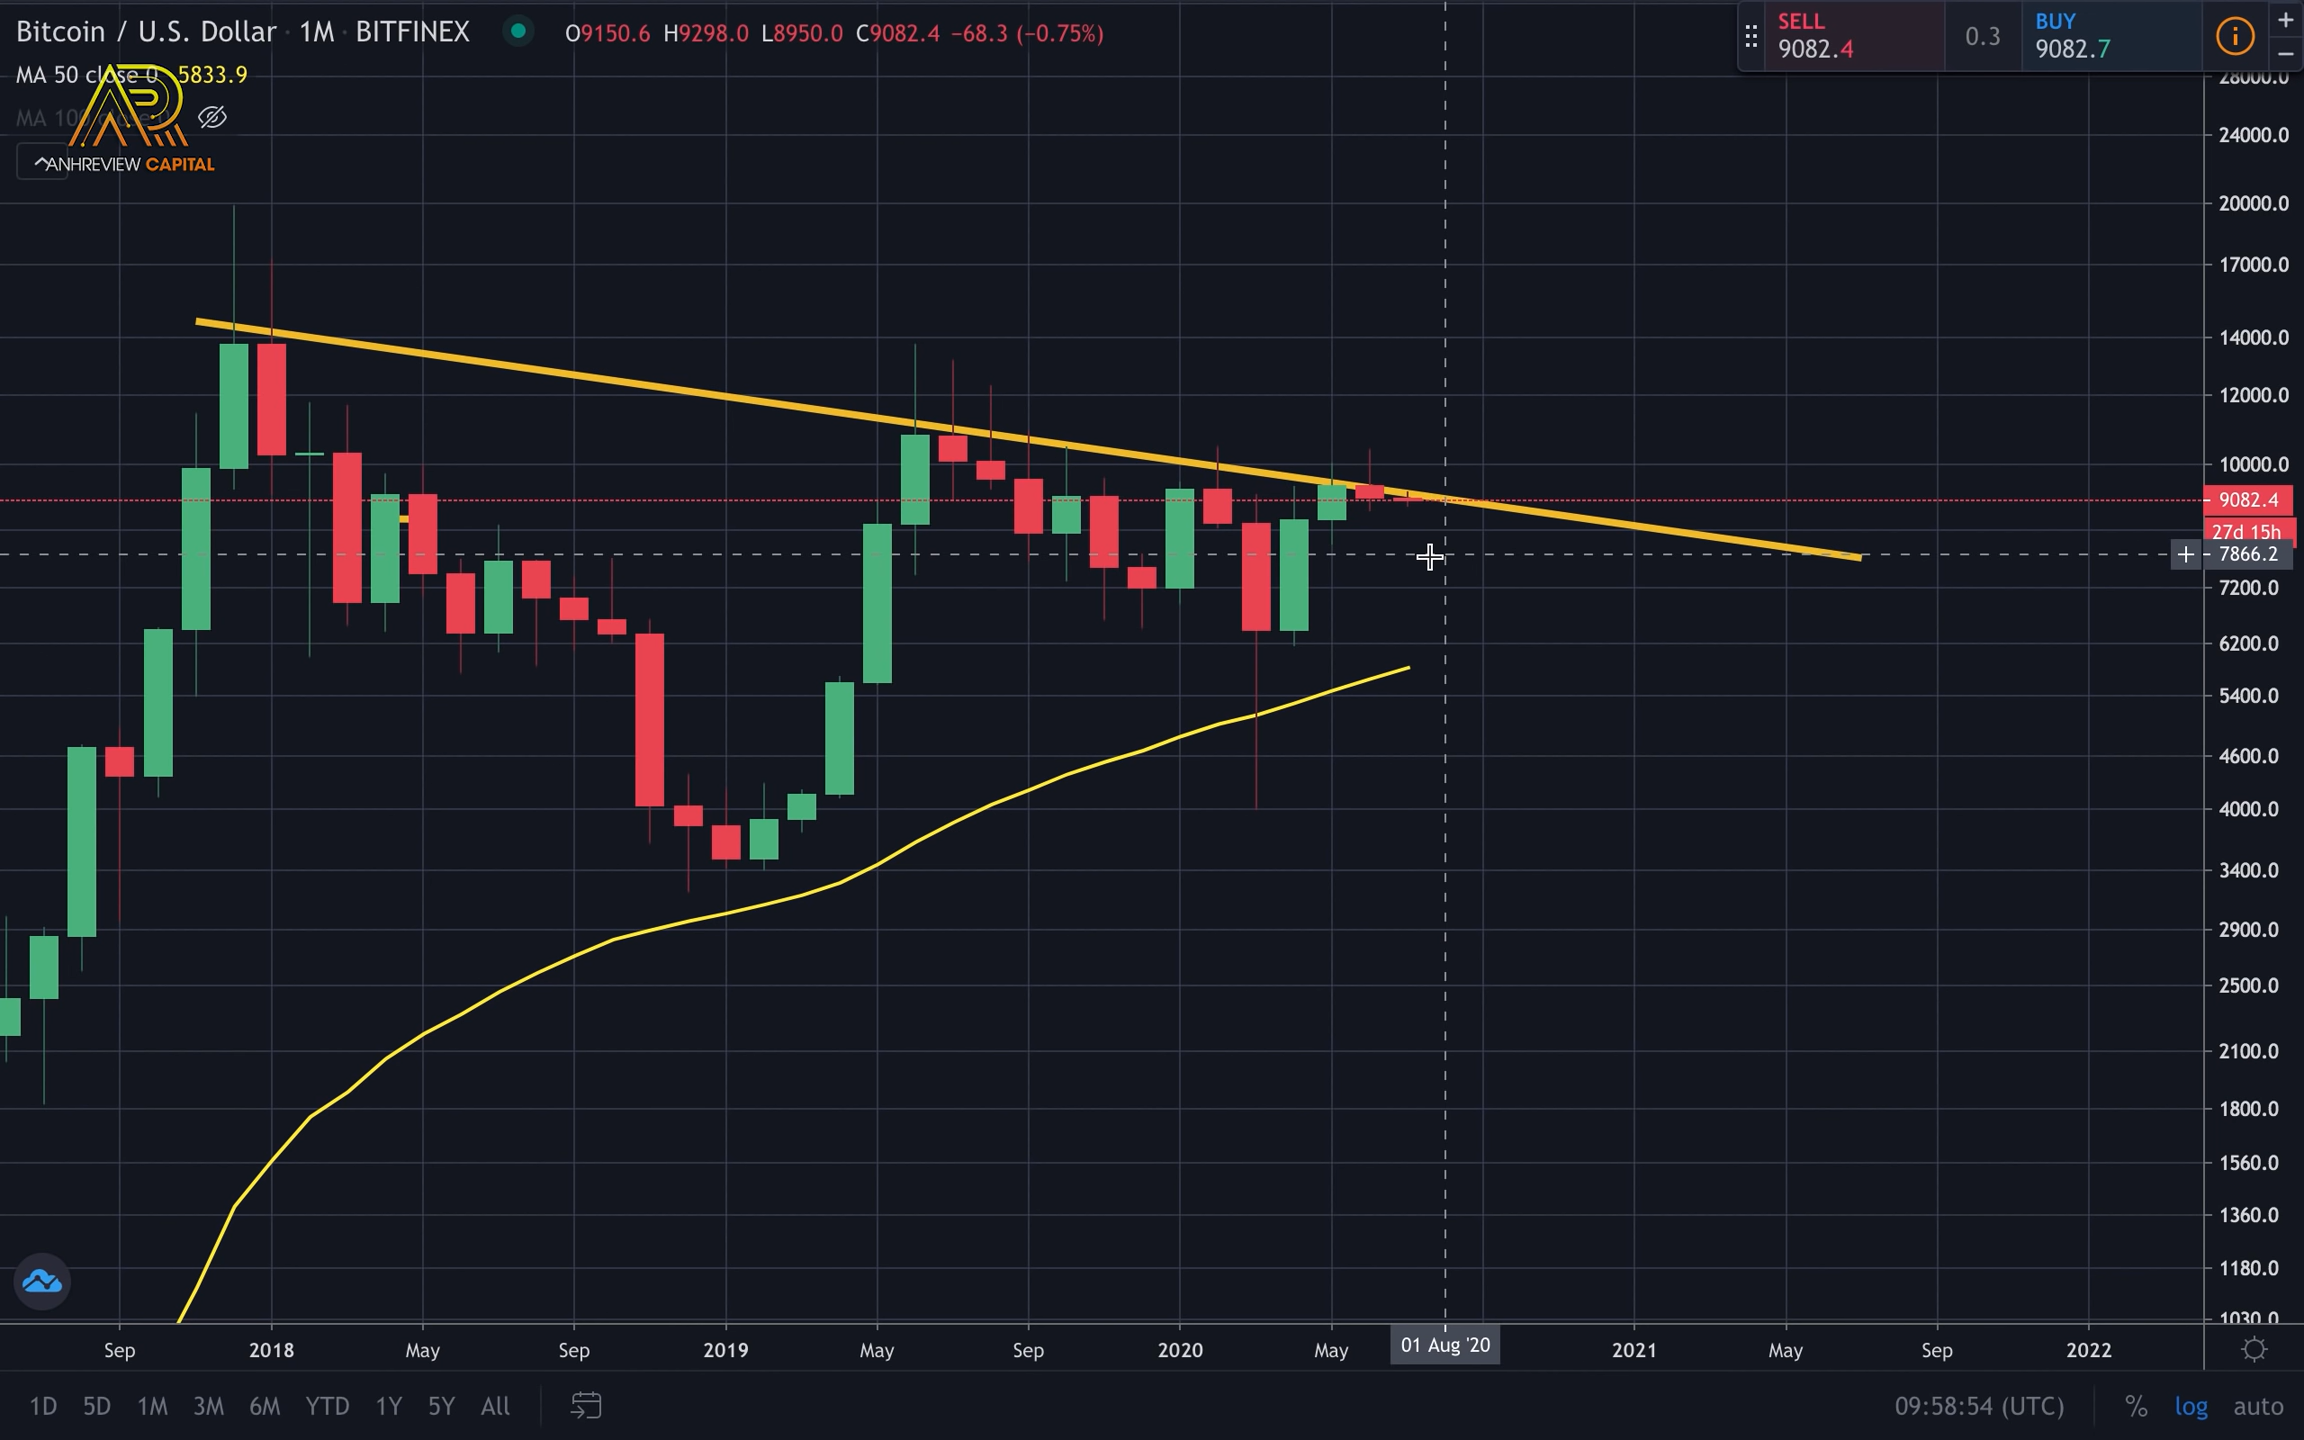 Bitcoin / U.S. Dollar · 1M · BITFINEX
O9150.6 H9298.0 L8950.0 C9082.4 −68.3 (−0.75%)
SELL
9082.4
0.3
BUY
9082.7
MA 50 close 0 5833.9
MA 100 close 0
ANHREVIEW CAPITAL
28000.0
24000.0
20000.0
17000.0
14000.0
12000.0
10000.0
9082.4
27d 15h
7866.2
7200.0
6200.0
5400.0
4600.0
4000.0
3400.0
2900.0
2500.0
2100.0
1800.0
1560.0
1360.0
1180.0
1030.0
Sep 2018 May Sep 2019 May Sep 2020 May 01 Aug '20 2021 May Sep 2022
1D 5D 1M 3M 6M YTD 1Y 5Y All
09:58:54 (UTC) % log auto